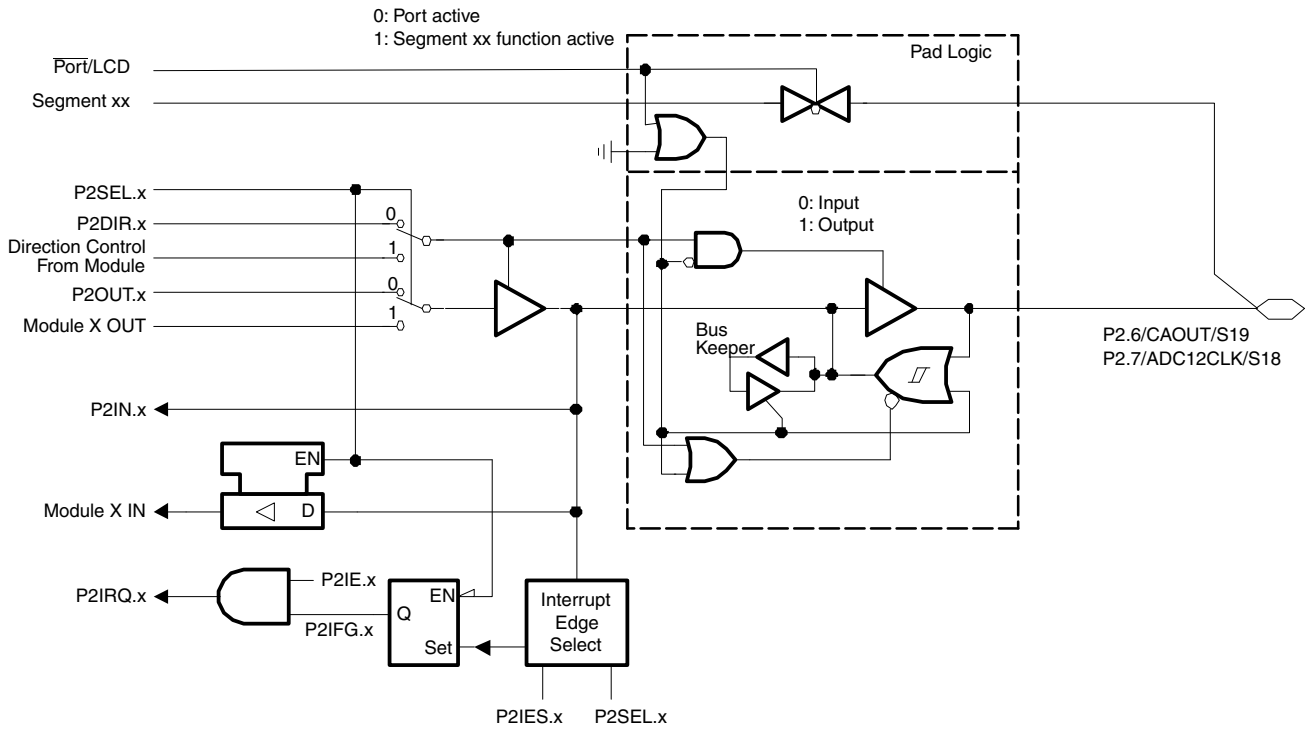 0: Port active
1: Segment xx function active
Pad Logic
Port/LCD
Segment xx
P2SEL.x
0
P2DIR.x
Direction Control
From Module
1
0
P2OUT.x
1
Module X OUT
0: Input
1: Output
Bus
Keeper
P2.6/CAOUT/S19
P2.7/ADC12CLK/S18
P2IN.x
EN
Module X IN
D
P2IE.x
P2IRQ.x
P2IFG.x
EN
Q
Set
Interrupt
Edge
Select
P2IES.x
P2SEL.x